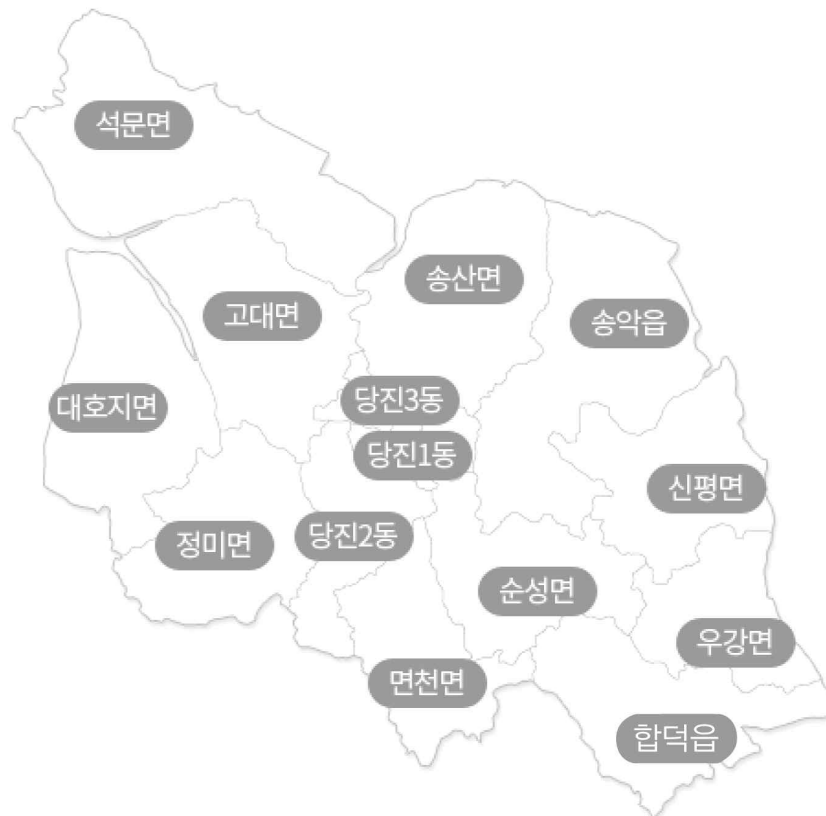 석문면
송산면
고대면
송악읍
당진3동
대호지면
당진1동
신평면
당진2동
정미면
순성면
우강면
면천면
합덕읍